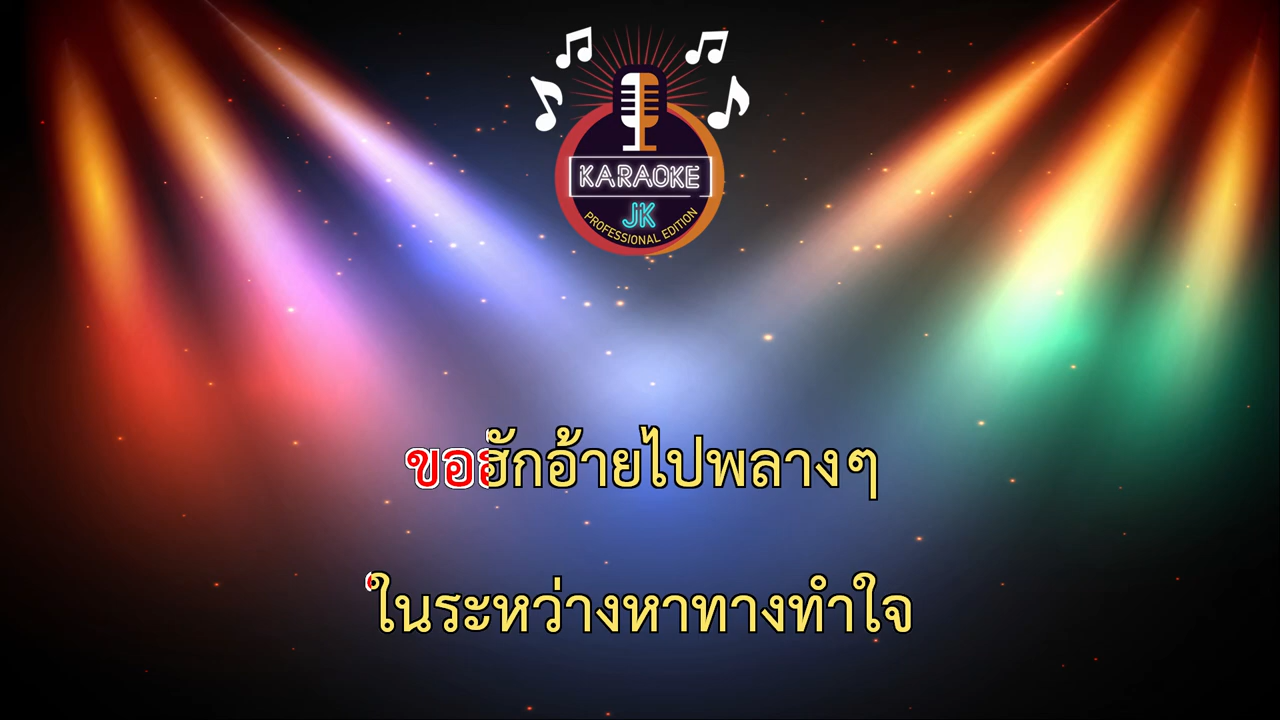 KARAOKE
JK
PROFESSIONAL EDITION
ขอฮักอ้ายไปพลางๆ
ในระหว่างหาทางทำใจ